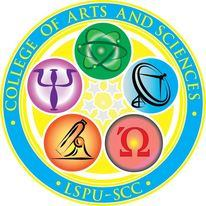 COLLEGE OF ARTS AND SCIENCES
Ψ
Ω
LSPU-SCC